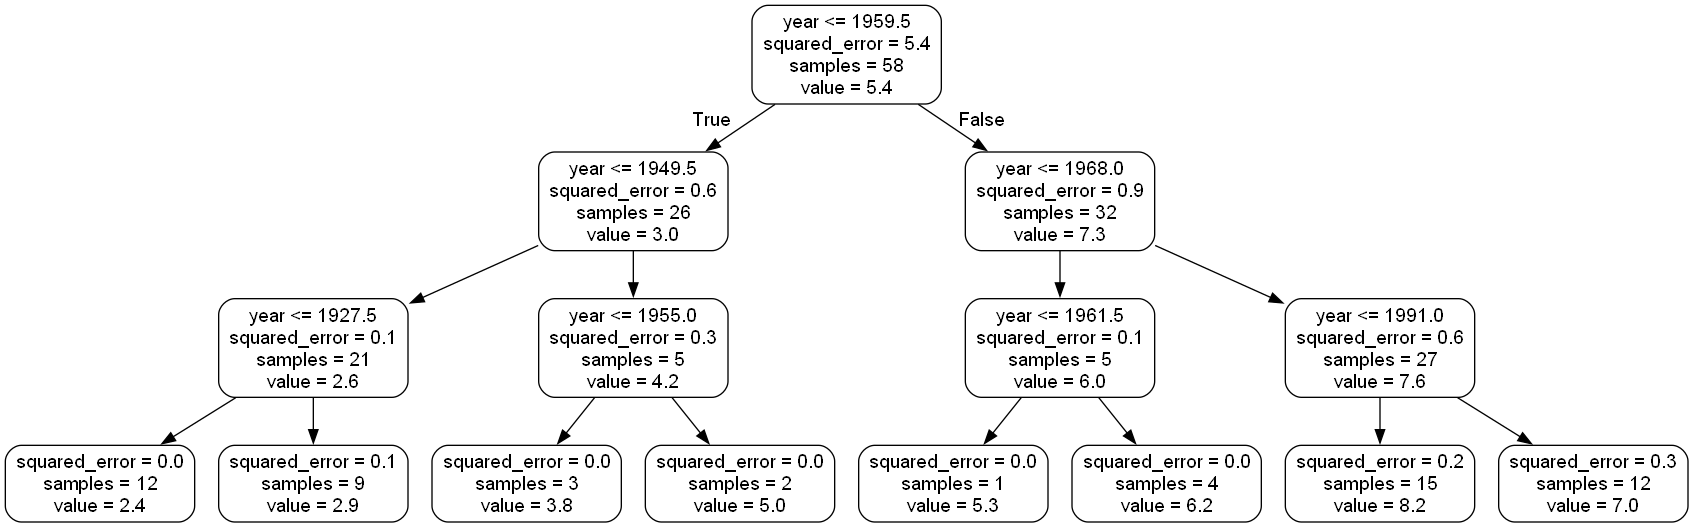 year <= 1959.5
squared_error = 5.4
samples = 58
value = 5.4
True
False
year <= 1949.5
squared_error = 0.6
samples = 26
value = 3.0
year <= 1968.0
squared_error = 0.9
samples = 32
value = 7.3
year <= 1927.5
squared_error = 0.1
samples = 21
value = 2.6
year <= 1955.0
squared_error = 0.3
samples = 5
value = 4.2
year <= 1961.5
squared_error = 0.1
samples = 5
value = 6.0
year <= 1991.0
squared_error = 0.6
samples = 27
value = 7.6
squared_error = 0.0
samples = 12
value = 2.4
squared_error = 0.1
samples = 9
value = 2.9
squared_error = 0.0
samples = 3
value = 3.8
squared_error = 0.0
samples = 2
value = 5.0
squared_error = 0.0
samples = 1
value = 5.3
squared_error = 0.0
samples = 4
value = 6.2
squared_error = 0.2
samples = 15
value = 8.2
squared_error = 0.3
samples = 12
value = 7.0